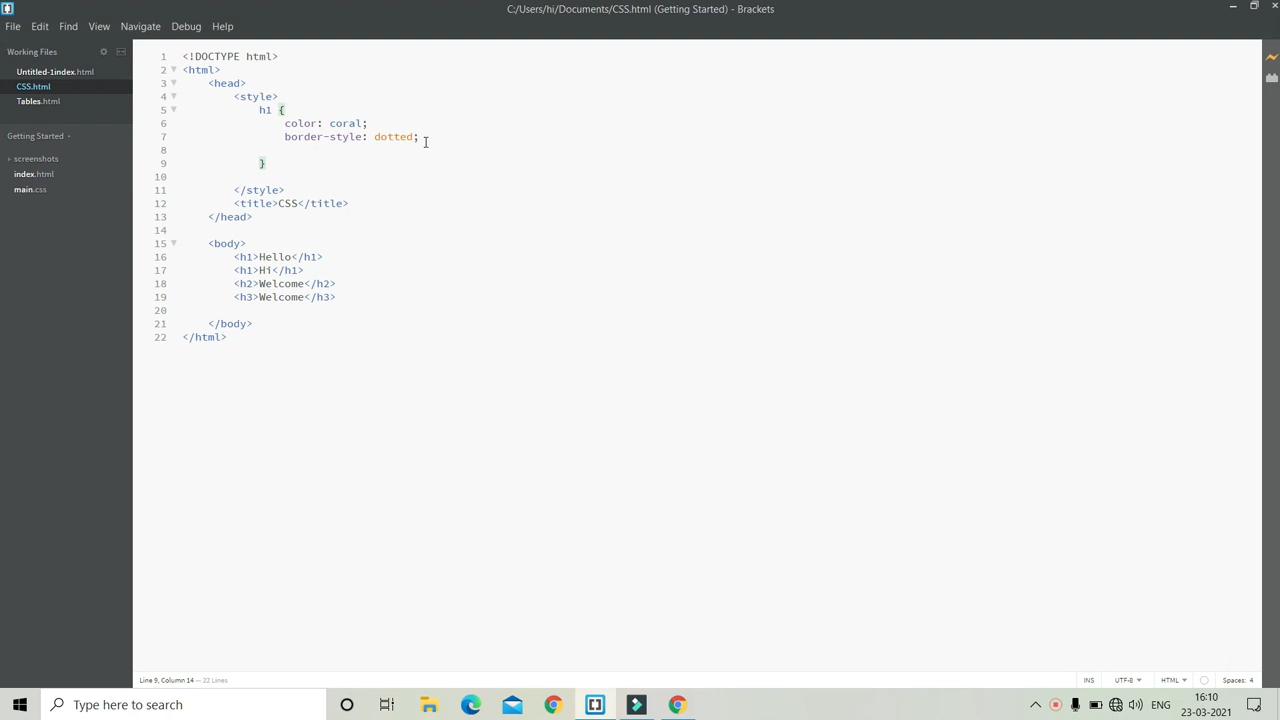 C:/Users/hi/Documents/CSS.html (Getting Started) - Brackets
File Edit Find View Navigate Debug Help
Working Files
Untitled-1index.html
CSS.html
Tables.html
Getting Started
screenshots
index.html
main.css
1 <!DOCTYPE html>
2 <html>
3 <head>
4 <style>
5 h1 {
6 color: coral;
7 border-style: dotted;
8
9 }
10
11 </style>
12 <title>CSS</title>
13 </head>
14
15 <body>
16 <h1>Hello</h1>
17 <h1>Hi</h1>
18 <h2>Welcome</h2>
19 <h3>Welcome</h3>
20
21 </body>
22 </html>
Line 9, Column 14 — 22 Lines
INS UTF-8 HTML Spaces: 4
Type here to search
ENG
16:10
23-03-2021